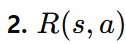 2. R(s, a)